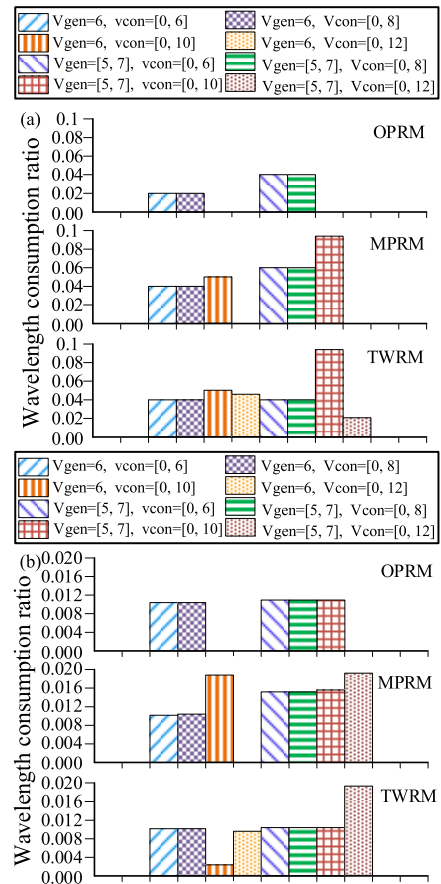 Vgen=6, vcon=[0, 6] Vgen=6, Vcon=[0, 8]
Vgen=6, vcon=[0, 10] Vgen=6, Vcon=[0, 12]
Vgen=[5, 7], vcon=[0, 6] Vgen=[5, 7], Vcon=[0, 8]
Vgen=[5, 7], vcon=[0, 10] Vgen=[5, 7], Vcon=[0, 12]
(a)
Wavelength consumption ratio
0.1
0.08
0.06
0.04
0.02
0.00
OPRM
0.1
0.08
0.06
0.04
0.02
0.00
MPRM
0.1
0.08
0.06
0.04
0.02
0.00
TWRM
Vgen=6, vcon=[0, 6] Vgen=6, Vcon=[0, 8]
Vgen=6, vcon=[0, 10] Vgen=6, Vcon=[0, 12]
Vgen=[5, 7], vcon=[0, 6] Vgen=[5, 7], Vcon=[0, 8]
Vgen=[5, 7], vcon=[0, 10] Vgen=[5, 7], Vcon=[0, 12]
(b)
Wavelength consumption ratio
0.020
0.016
0.012
0.008
0.004
0.000
OPRM
0.020
0.016
0.012
0.008
0.004
0.000
MPRM
0.020
0.016
0.012
0.008
0.004
0.000
TWRM